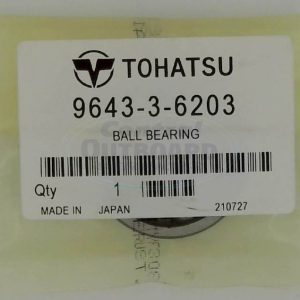 TOHATSU
9643-3-6203
BALL BEARING
Qty 1
MADE IN JAPAN 210727